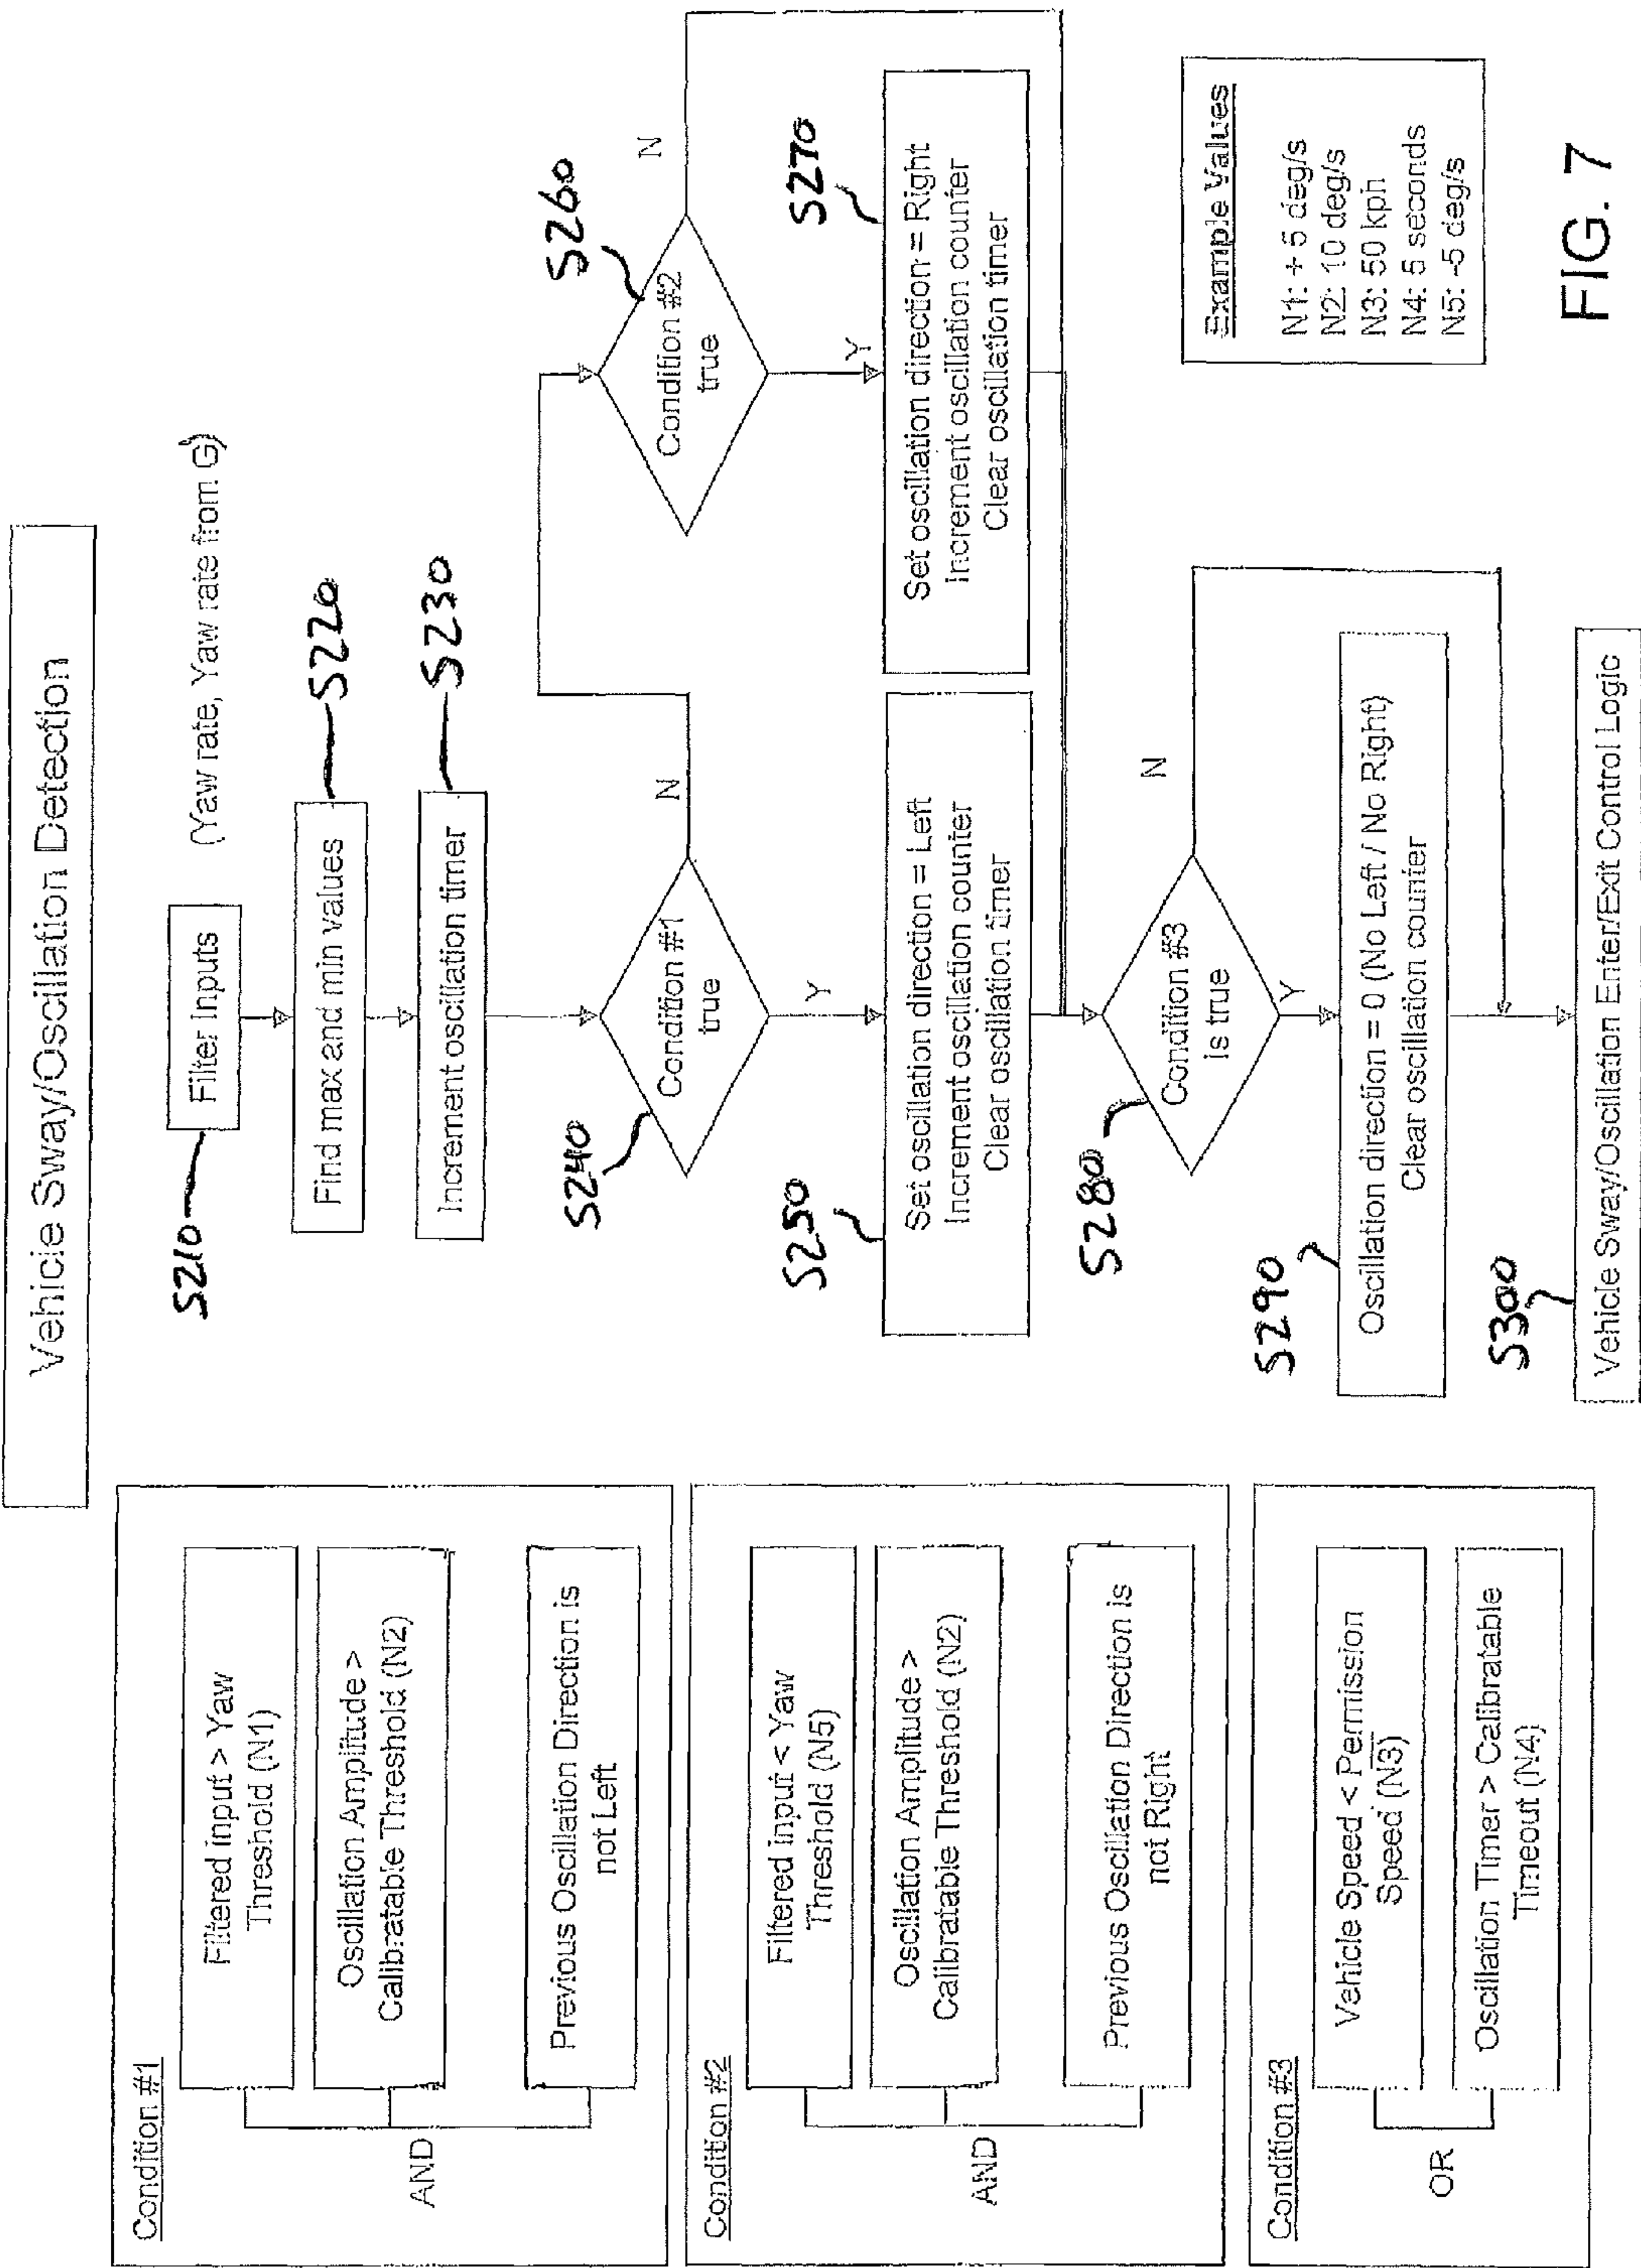 Vehicle Sway/Oscillation Detection
Condition #1
AND
Filtered Input > Yaw
Threshold (N1)
Oscillation Amplitude >
Calibratable Threshold (N2)
Previous Oscillation Direction is
not Left
Condition #2
AND
Filtered Input < Yaw
Threshold (N5)
Oscillation Amplitude >
Calibratable Threshold (N2)
Previous Oscillation Direction is
not Right
Condition #3
OR
Vehicle Speed < Permission
Speed (N3)
Oscillation Timer > Calibratable
Timeout (N4)
S210
Filter Inputs
(Yaw rate, Yaw rate from G)
Find max and min values
S220
Increment oscillation timer
S230
S240
Condition #1
true
N
Y
S250
Set oscillation direction = Left
Increment oscillation counter
Clear oscillation timer
S260
Condition #2
true
N
Y
S270
Set oscillation direction = Right
Increment oscillation counter
Clear oscillation timer
S280
Condition #3
is true
N
Y
S290
Oscillation direction = 0 (No Left / No Right)
Clear oscillation counter
S300
Vehicle Sway/Oscillation Enter/Exit Control Logic
Example Values
N1: + 5 deg/s
N2: 10 deg/s
N3: 50 kph
N4: 5 seconds
N5: -5 deg/s
FIG. 7